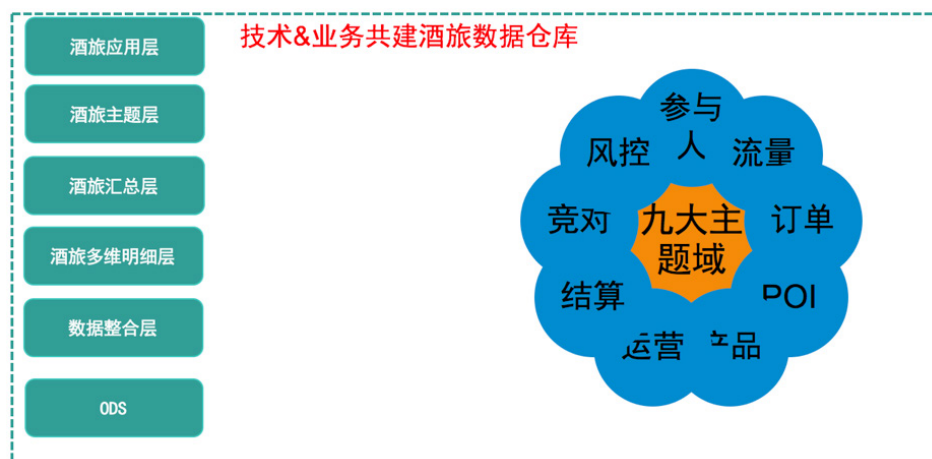 技术&业务共建酒旅数据仓库
酒旅应用层
酒旅主题层
酒旅汇总层
酒旅多维明细层
数据整合层
ODS
参与
人
流量
订单
POI
产品
运营
结算
竞对
风控
九大主
题域